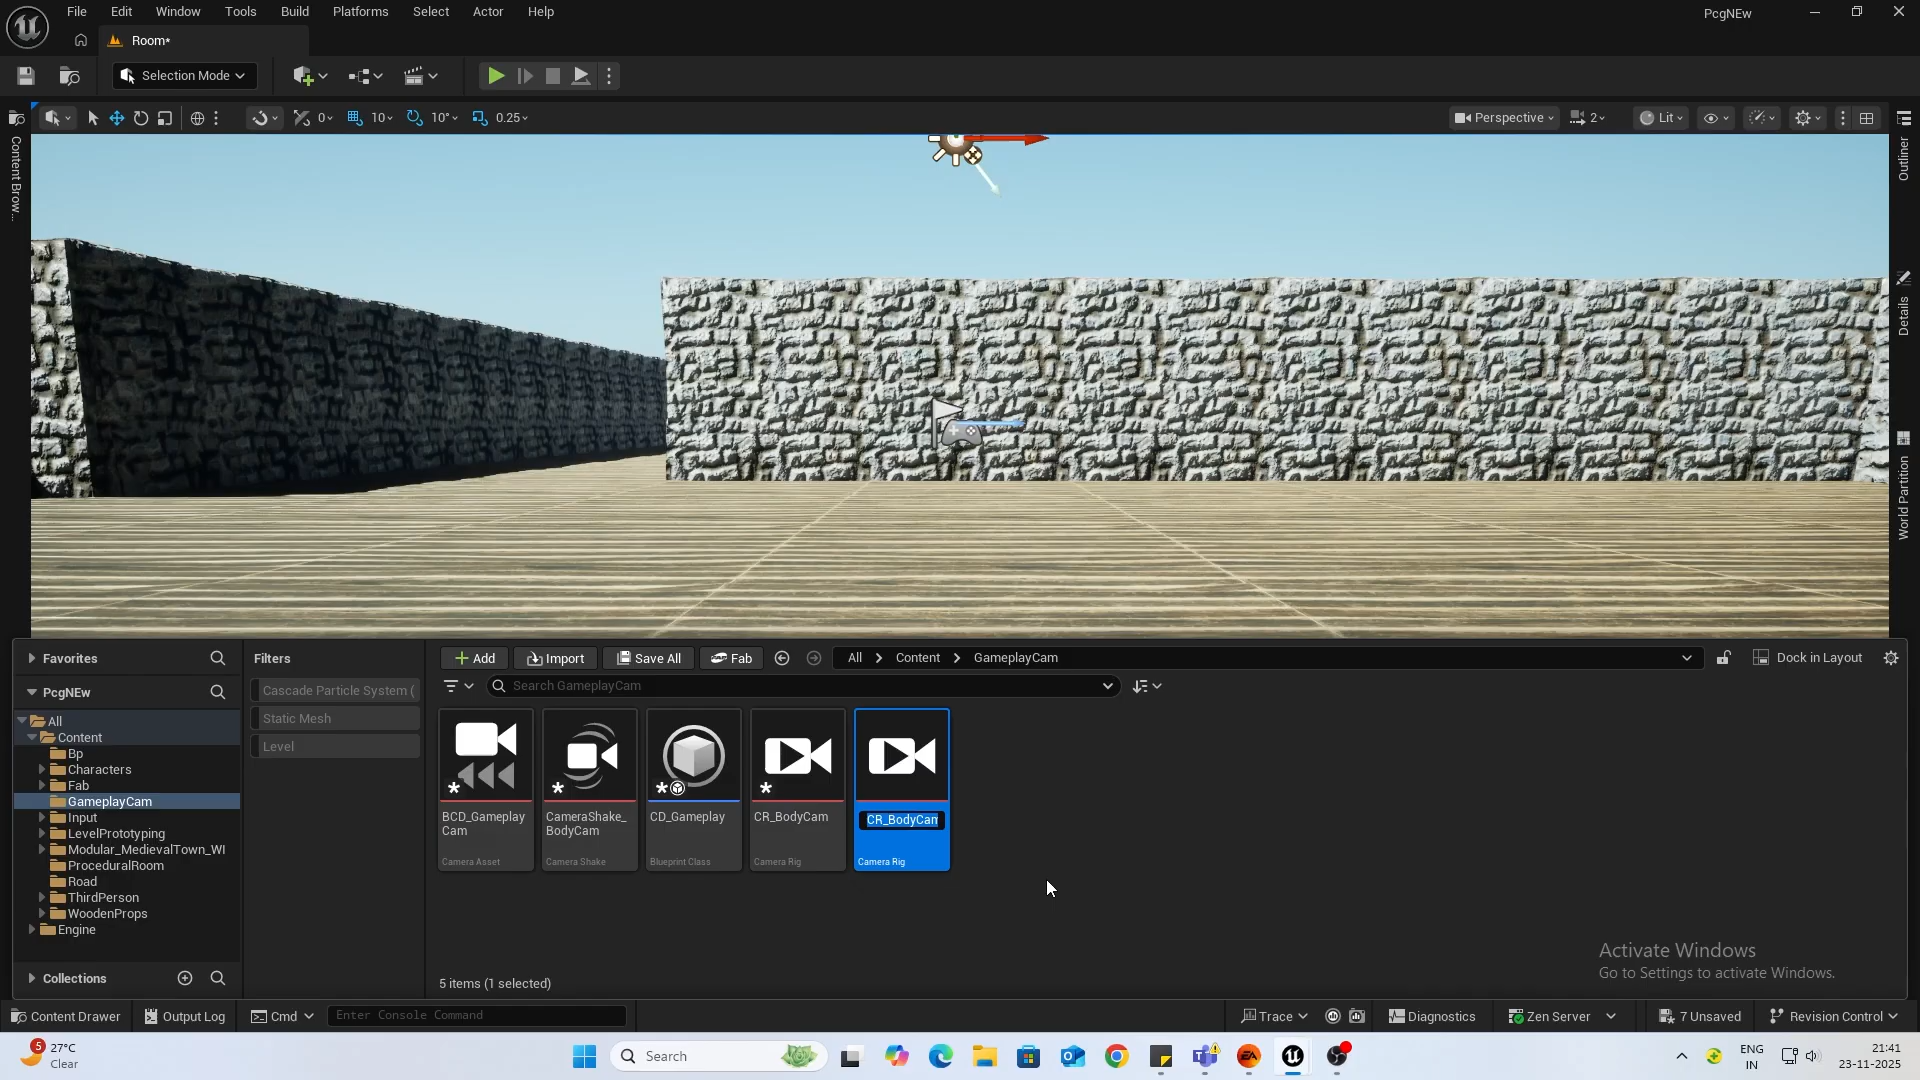 File Edit Window Tools Build Platforms Select Actor Help
PcgNEw
Room*
Selection Mode
0 10 10° 0.25
Perspective 2 Lit
Content Brow...
Outliner
Details
World Partition
Favorites
Filters
Add Import Save All Fab
All Content GameplayCam
Dock in Layout
PcgNEw
Search GameplayCam
Cascade Particle System (
Static Mesh
Level
All
Content
Bp
Characters
Fab
GameplayCam
Input
LevelPrototyping
Modular_MedievalTown_WI
ProceduralRoom
Road
ThirdPerson
WoodenProps
Engine
Collections
BCD_Gameplay
Cam
Camera Asset
CameraShake_
BodyCam
Camera Shake
CD_Gameplay
Blueprint Class
CR_BodyCam
Camera Rig
CR_BodyCam
Camera Rig
5 items (1 selected)
Activate Windows
Go to Settings to activate Windows.
Content Drawer Output Log Cmd Enter Console Command
Trace Diagnostics Zen Server 7 Unsaved Revision Control
5
27°C
Clear
Search
ENG
IN
21:41
23-11-2025